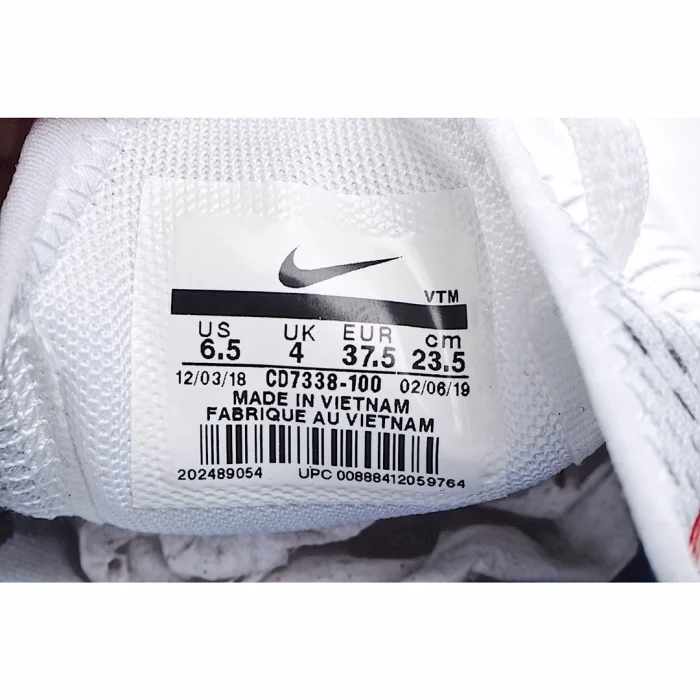 VTM
US UK EUR cm
6.5 4 37.5 23.5
12/03/18 CD7338-100 02/06/19
MADE IN VIETNAM
FABRIQUE AU VIETNAM
202489054 UPC 00888412059764